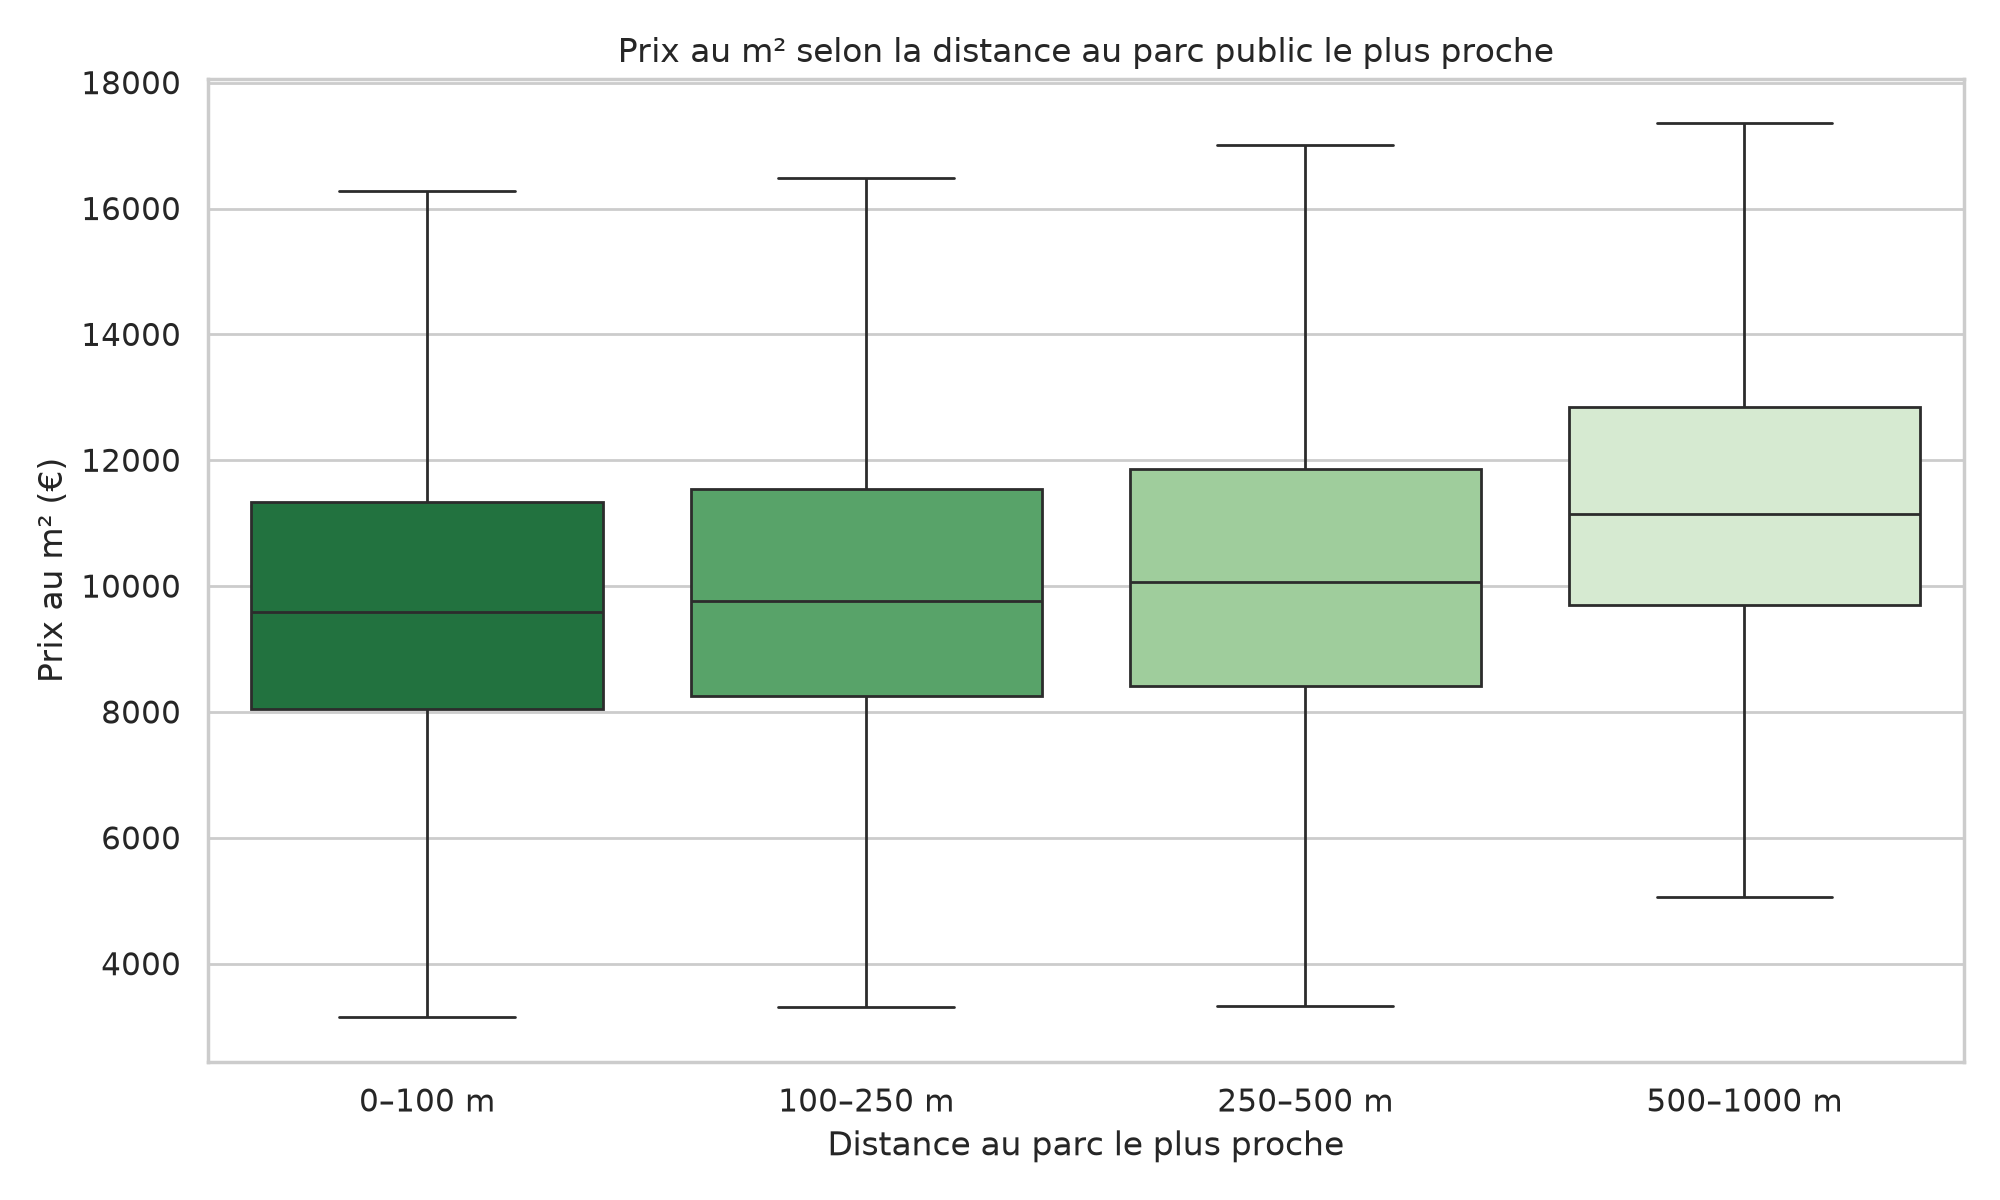 Prix au m² selon la distance au parc public le plus proche
18000
16000
14000
12000
10000
8000
6000
4000
Prix au m² (€)
0–100 m
100–250 m
250–500 m
500–1000 m
Distance au parc le plus proche